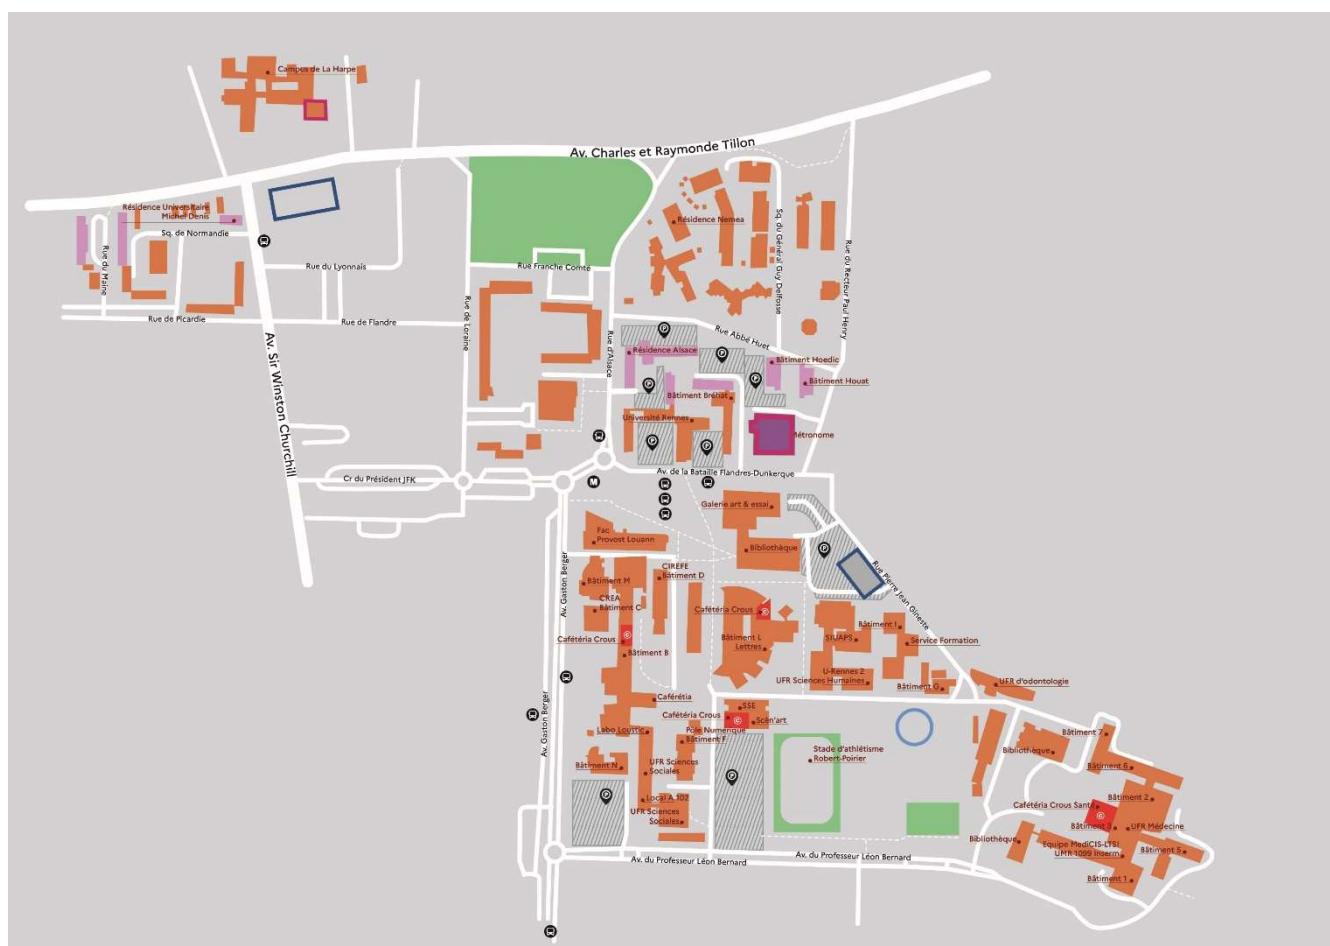 Campus de La Harpe
Av. Charles et Raymonde Tillon
Résidence Universitaire
Michel Denis
Sq. de Normandie
Rue du Maine
Rue du Lyonnais
Rue de Picardie
Rue de Flandre
Av. Sir Winston Churchill
Rue de Loraine
Rue Franche Comté
Rue d'Alsace
Résidence Nemea
Sq. du Général Guy Delfosse
Rue du Recteur Paul Henry
Rue Abbé Huet
P
P
P
P
Résidence Alsace
Bâtiment Hoedic
Bâtiment Houat
Bâtiment Bréhat
Université Rennes
P
P
Métronome
Av. de la Bataille Flandres-Dunkerque
Cr du Président JFK
M
Galerie art & essai
Bibliothèque
P
Rue Pierre Jean Gineste
Fac
Provost Louann
Av. Gaston Berger
CIREFE
Bâtiment D
Bâtiment M
CREA
Bâtiment C
Cafétéria Crous
C
Bâtiment B
Cafétéria Crous
C
Bâtiment L
Lettres
SIUAPS
Bâtiment I
Service Formation
U-Rennes 2
UFR Sciences Humaines
Bâtiment G
UFR d'odontologie
Caférétia
SSE
Cafétéria Crous
C
Scèn'art
Av. Gaston Berger
Labo Loustic
Pôle Numérique
Bâtiment F
Bâtiment N
UFR Sciences
Sociales
P
P
Local A 102
UFR Sciences
Sociales
Stade d'athlétisme
Robert-Poirier
Bibliothèque
Bâtiment 7
Bâtiment 6
Bâtiment 2
Cafétéria Crous Santé
C
Bâtiment 3
UFR Médecine
Bibliothèque
Equipe MediCIS-LTSI
UMR 1099 Inserm
Bâtiment 5
Bâtiment 1
Av. du Professeur Léon Bernard
Av. du Professeur Léon Bernard